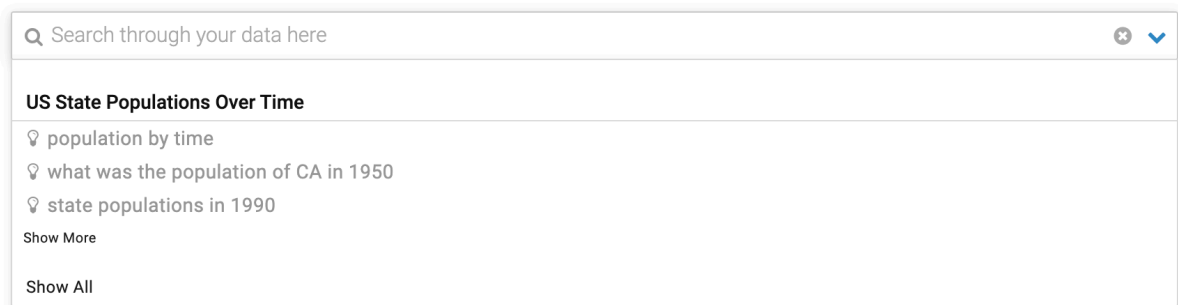 Search through your data here
US State Populations Over Time
population by time
what was the population of CA in 1950
state populations in 1990
Show More
Show All